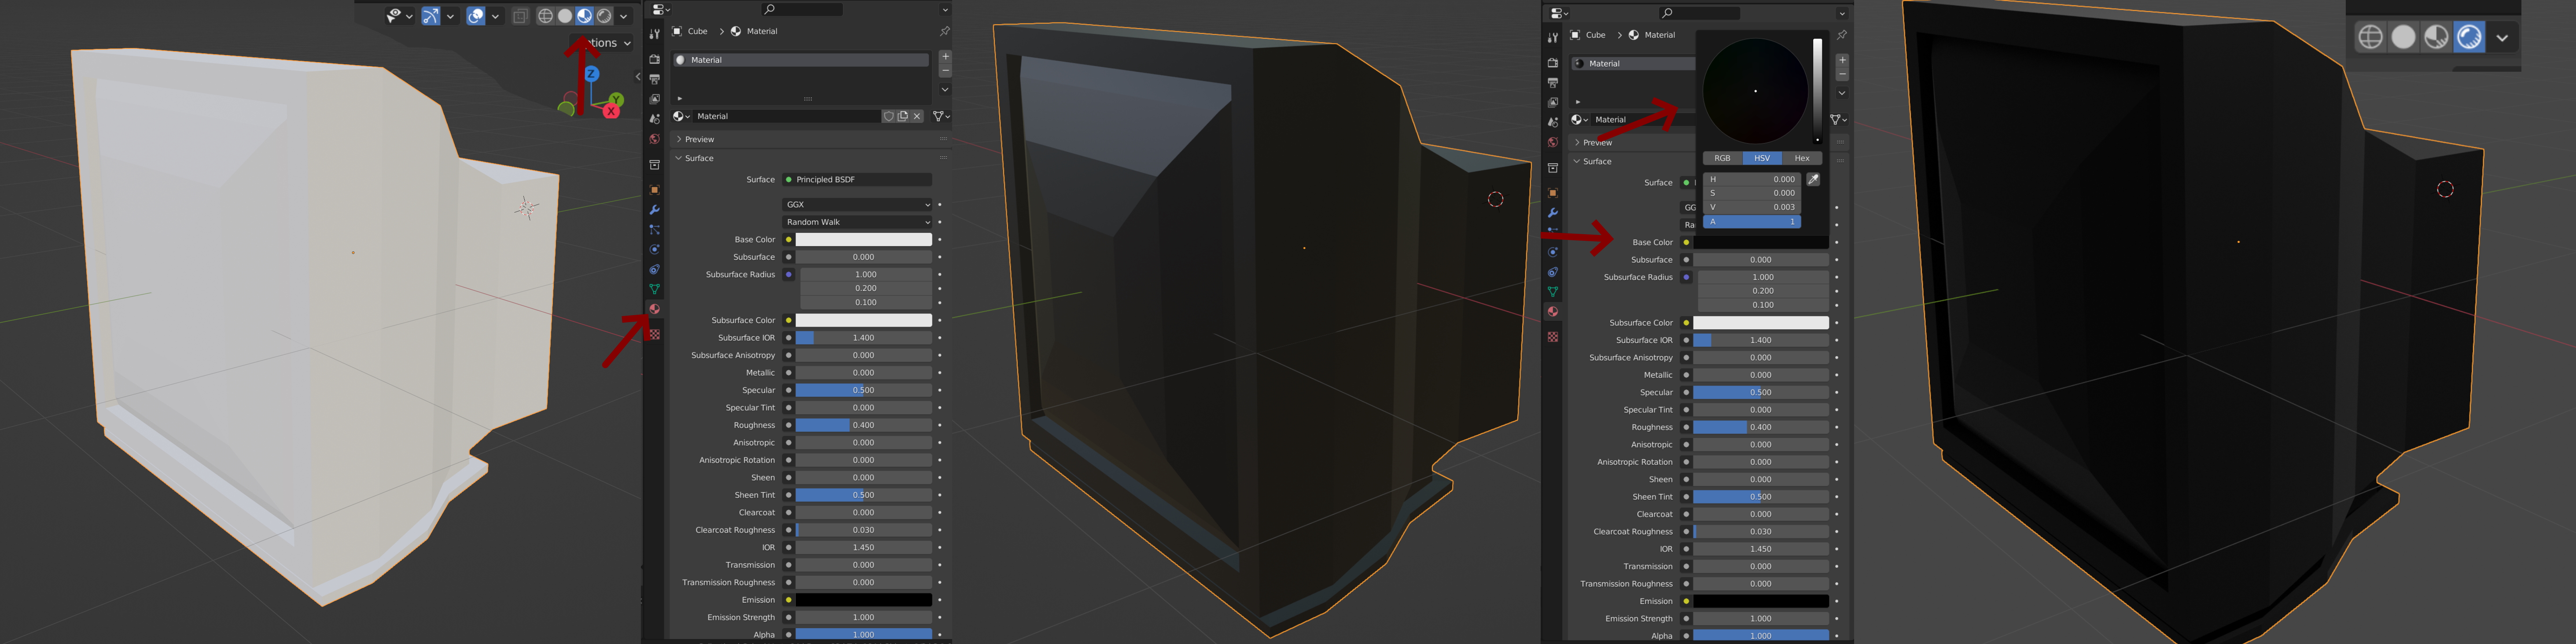 tions
Z
Y
X
Cube > Material
Material
Material
Preview
Surface
Surface Principled BSDF
GGX
Random Walk
Base Color
Subsurface 0.000
Subsurface Radius 1.000
0.200
0.100
Subsurface Color
Subsurface IOR 1.400
Subsurface Anisotropy 0.000
Metallic 0.000
Specular 0.500
Specular Tint 0.000
Roughness 0.400
Anisotropic 0.000
Anisotropic Rotation 0.000
Sheen 0.000
Sheen Tint 0.500
Clearcoat 0.000
Clearcoat Roughness 0.030
IOR 1.450
Transmission 0.000
Transmission Roughness 0.000
Emission
Emission Strength 1.000
Alpha 1.000
Cube > Material
Material
Material
Preview
Surface
RGB HSV Hex
H 0.000
S 0.000
V 0.003
A 1
Surface
GG
Ra
Base Color
Subsurface 0.000
Subsurface Radius 1.000
0.200
0.100
Subsurface Color
Subsurface IOR 1.400
Subsurface Anisotropy 0.000
Metallic 0.000
Specular 0.500
Specular Tint 0.000
Roughness 0.400
Anisotropic 0.000
Anisotropic Rotation 0.000
Sheen 0.000
Sheen Tint 0.500
Clearcoat 0.000
Clearcoat Roughness 0.030
IOR 1.450
Transmission 0.000
Transmission Roughness 0.000
Emission
Emission Strength 1.000
Alpha 1.000